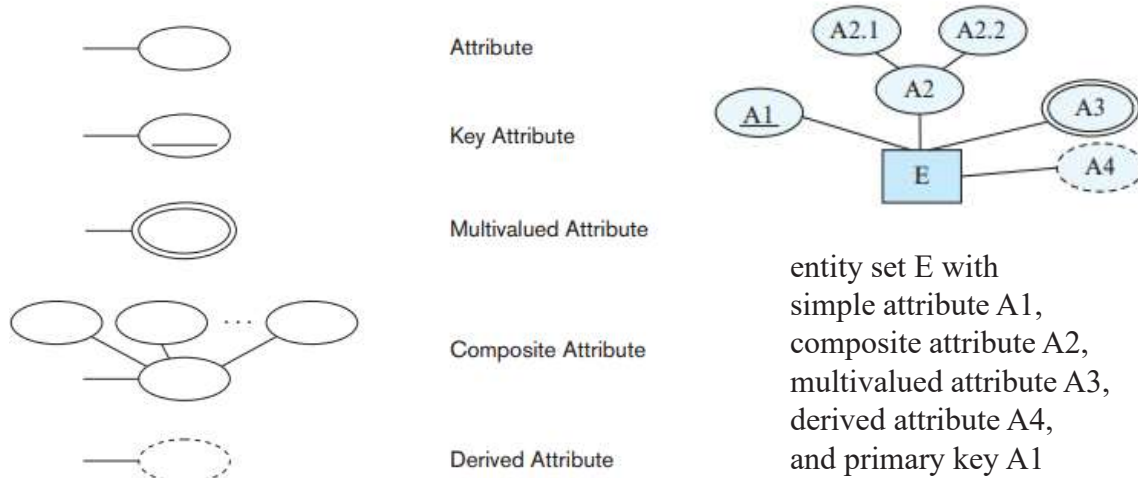 Attribute
Key Attribute
Multivalued Attribute
...
Composite Attribute
Derived Attribute
A2.1
A2.2
A2
A1
A3
E
A4
entity set E with
simple attribute A1,
composite attribute A2,
multivalued attribute A3,
derived attribute A4,
and primary key A1